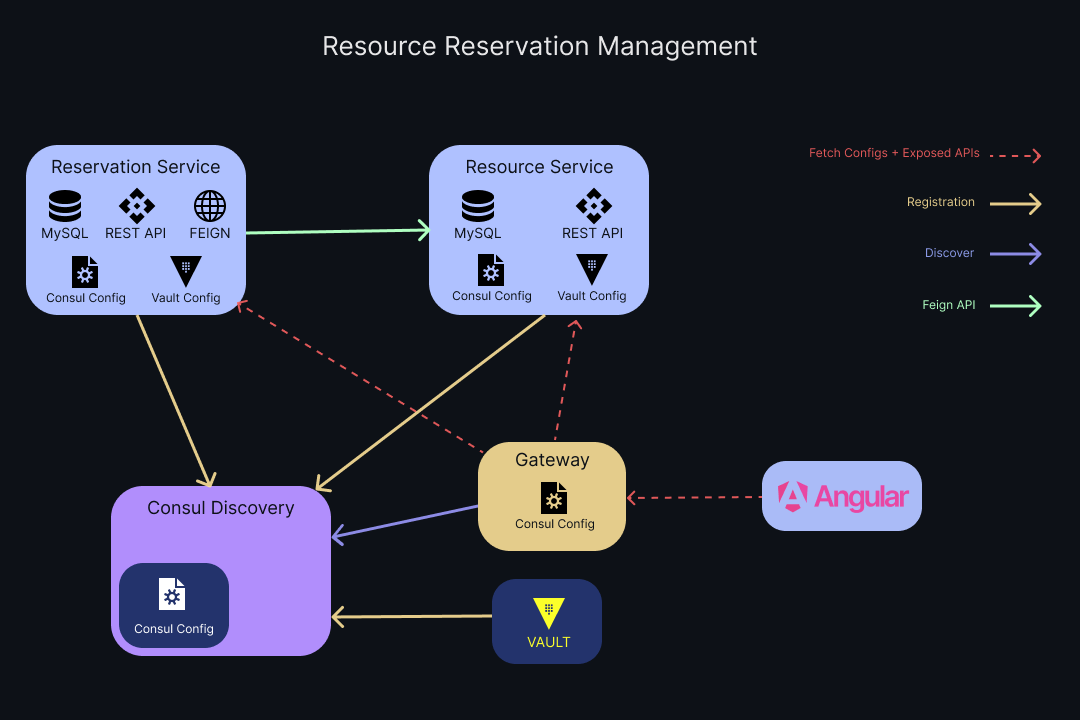 Resource Reservation Management
Reservation Service
MySQL REST API FEIGN
Consul Config Vault Config
Resource Service
MySQL REST API
Consul Config Vault Config
Fetch Configs + Exposed APIs
Registration
Discover
Feign API
Gateway
Consul Config
Angular
Consul Discovery
Consul Config
VAULT